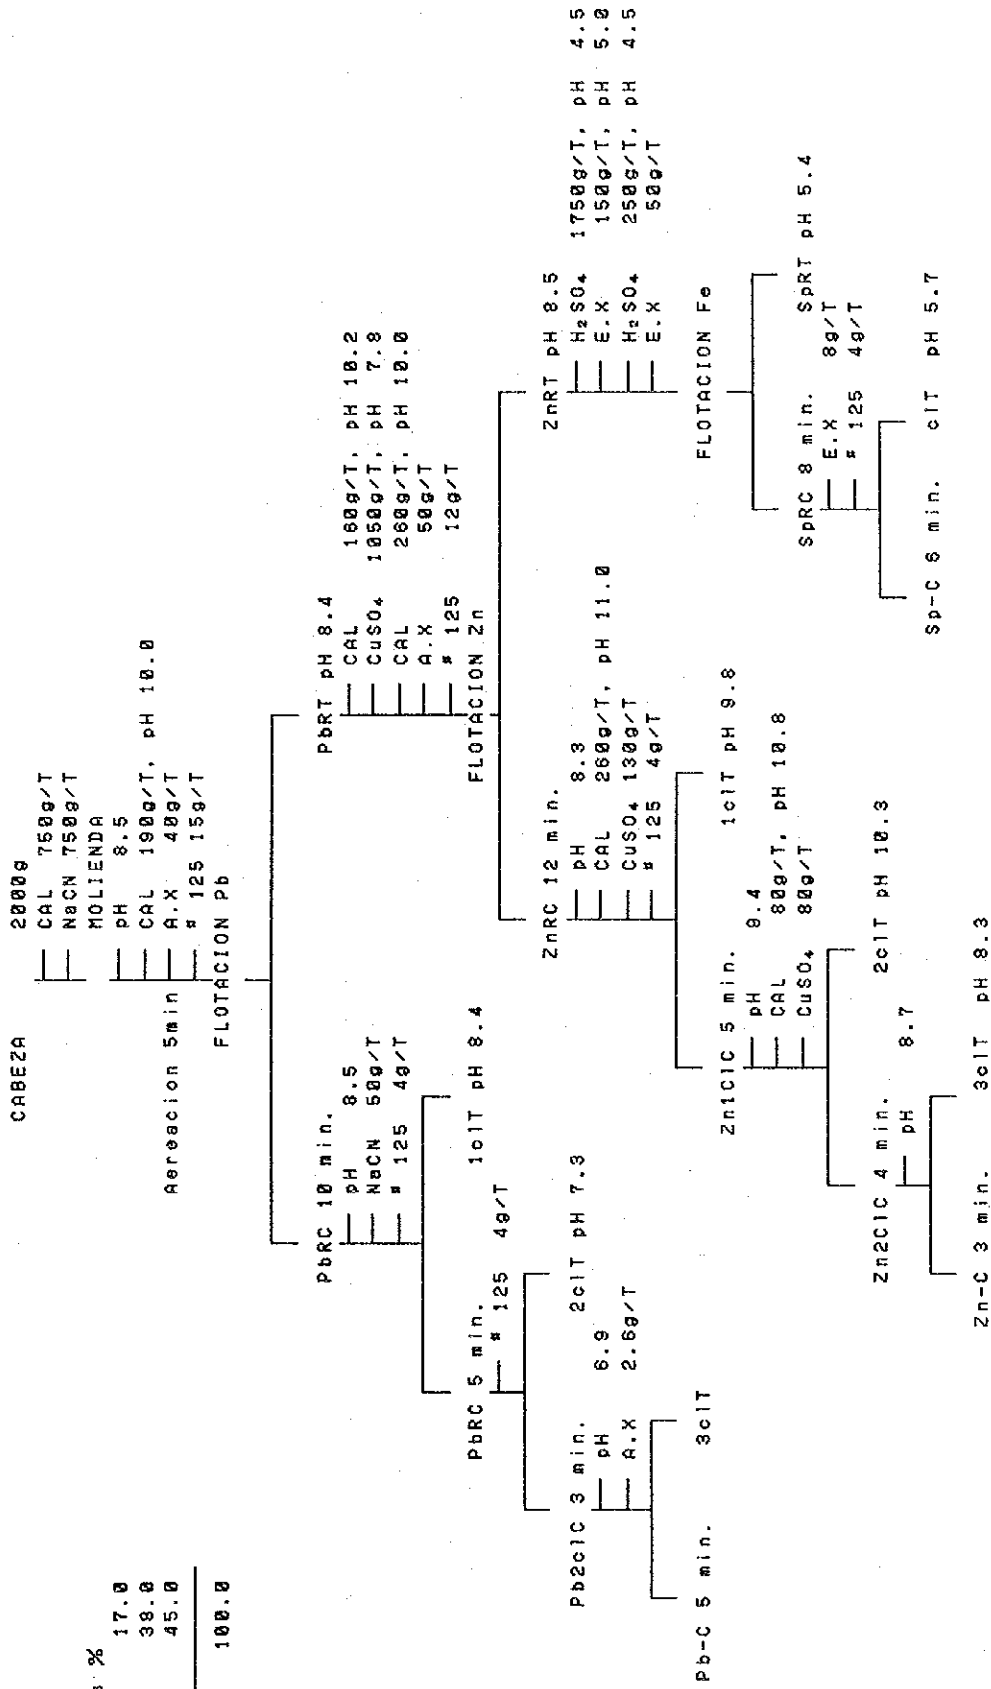 CABEZA 2000g
CAL 750g/T
NaCN 750g/T
MOLIENDA
pH 8.5
CAL 190g/T, pH 10.0
Aereacion 5min A.X 40g/T
# 125 15g/T
FLOTACION Pb
PbRC 10 min.
pH 8.5
NaCN 50g/T
# 125 4g/T
PbRC 5 min.
1clT pH 8.4
# 125 4g/T
Pb2clC 3 min.
2clT pH 7.3
pH 6.9
A.X 2.6g/T
Pb-C 5 min.
3clT
PbRT pH 8.4
CAL 160g/T, pH 10.2
CuSO₄ 1050g/T, pH 7.8
CAL 260g/T, pH 10.0
A.X 50g/T
# 125 12g/T
FLOTACION Zn
ZnRC 12 min.
pH 8.3
CAL 260g/T, pH 11.0
CuSO₄ 130g/T
# 125 4g/T
Zn1ClC 5 min.
1clT pH 9.8
pH 9.4
CAL 80g/T, pH 10.8
CuSO₄ 80g/T
Zn2ClC 4 min.
2clT pH 10.3
pH 8.7
Zn-C 3 min.
3clT pH 8.3
ZnRT pH 8.5
H₂SO₄ 1750g/T, pH 4.5
E.X 150g/T, pH 5.0
H₂SO₄ 250g/T, pH 4.5
E.X 50g/T
FLOTACION Fe
SpRC 8 min.
SpRT pH 5.4
E.X 8g/T
# 125 4g/T
Sp-C 6 min.
clT pH 5.7
%
17.0
38.0
45.0
100.0